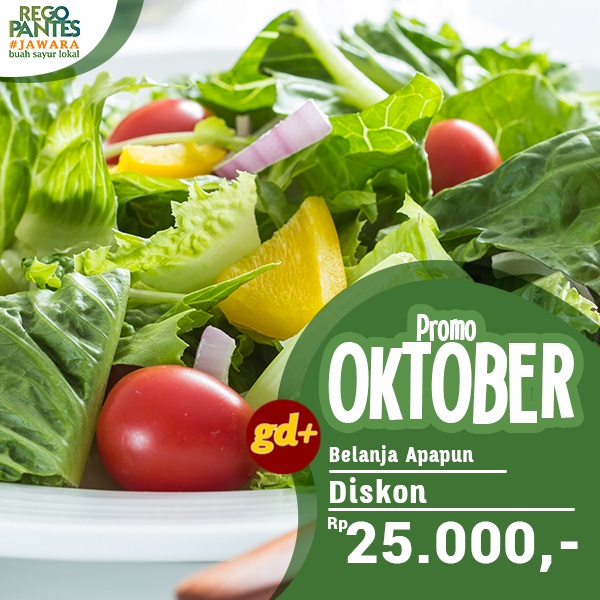 REGO
PANTES
#JAWARA
buah sayur lokal
Promo
OKTOBER
gd+
Belanja Apapun
Diskon
Rp 25.000,-